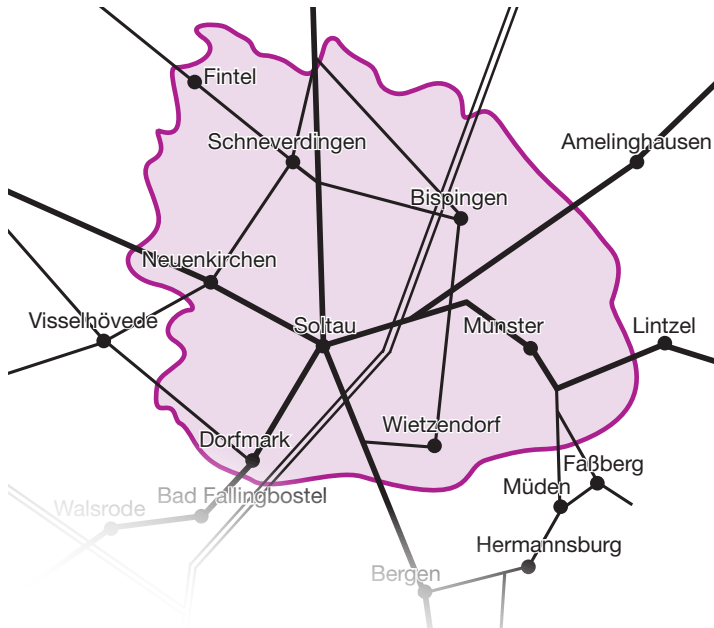 Fintel
Schneverdingen
Amelinghausen
Bispingen
Neuenkirchen
Visselhövede
Soltau
Munster
Lintzel
Wietzendorf
Dorfmark
Faßberg
Müden
Bad Fallingbostel
Walsrode
Hermannsburg
Bergen